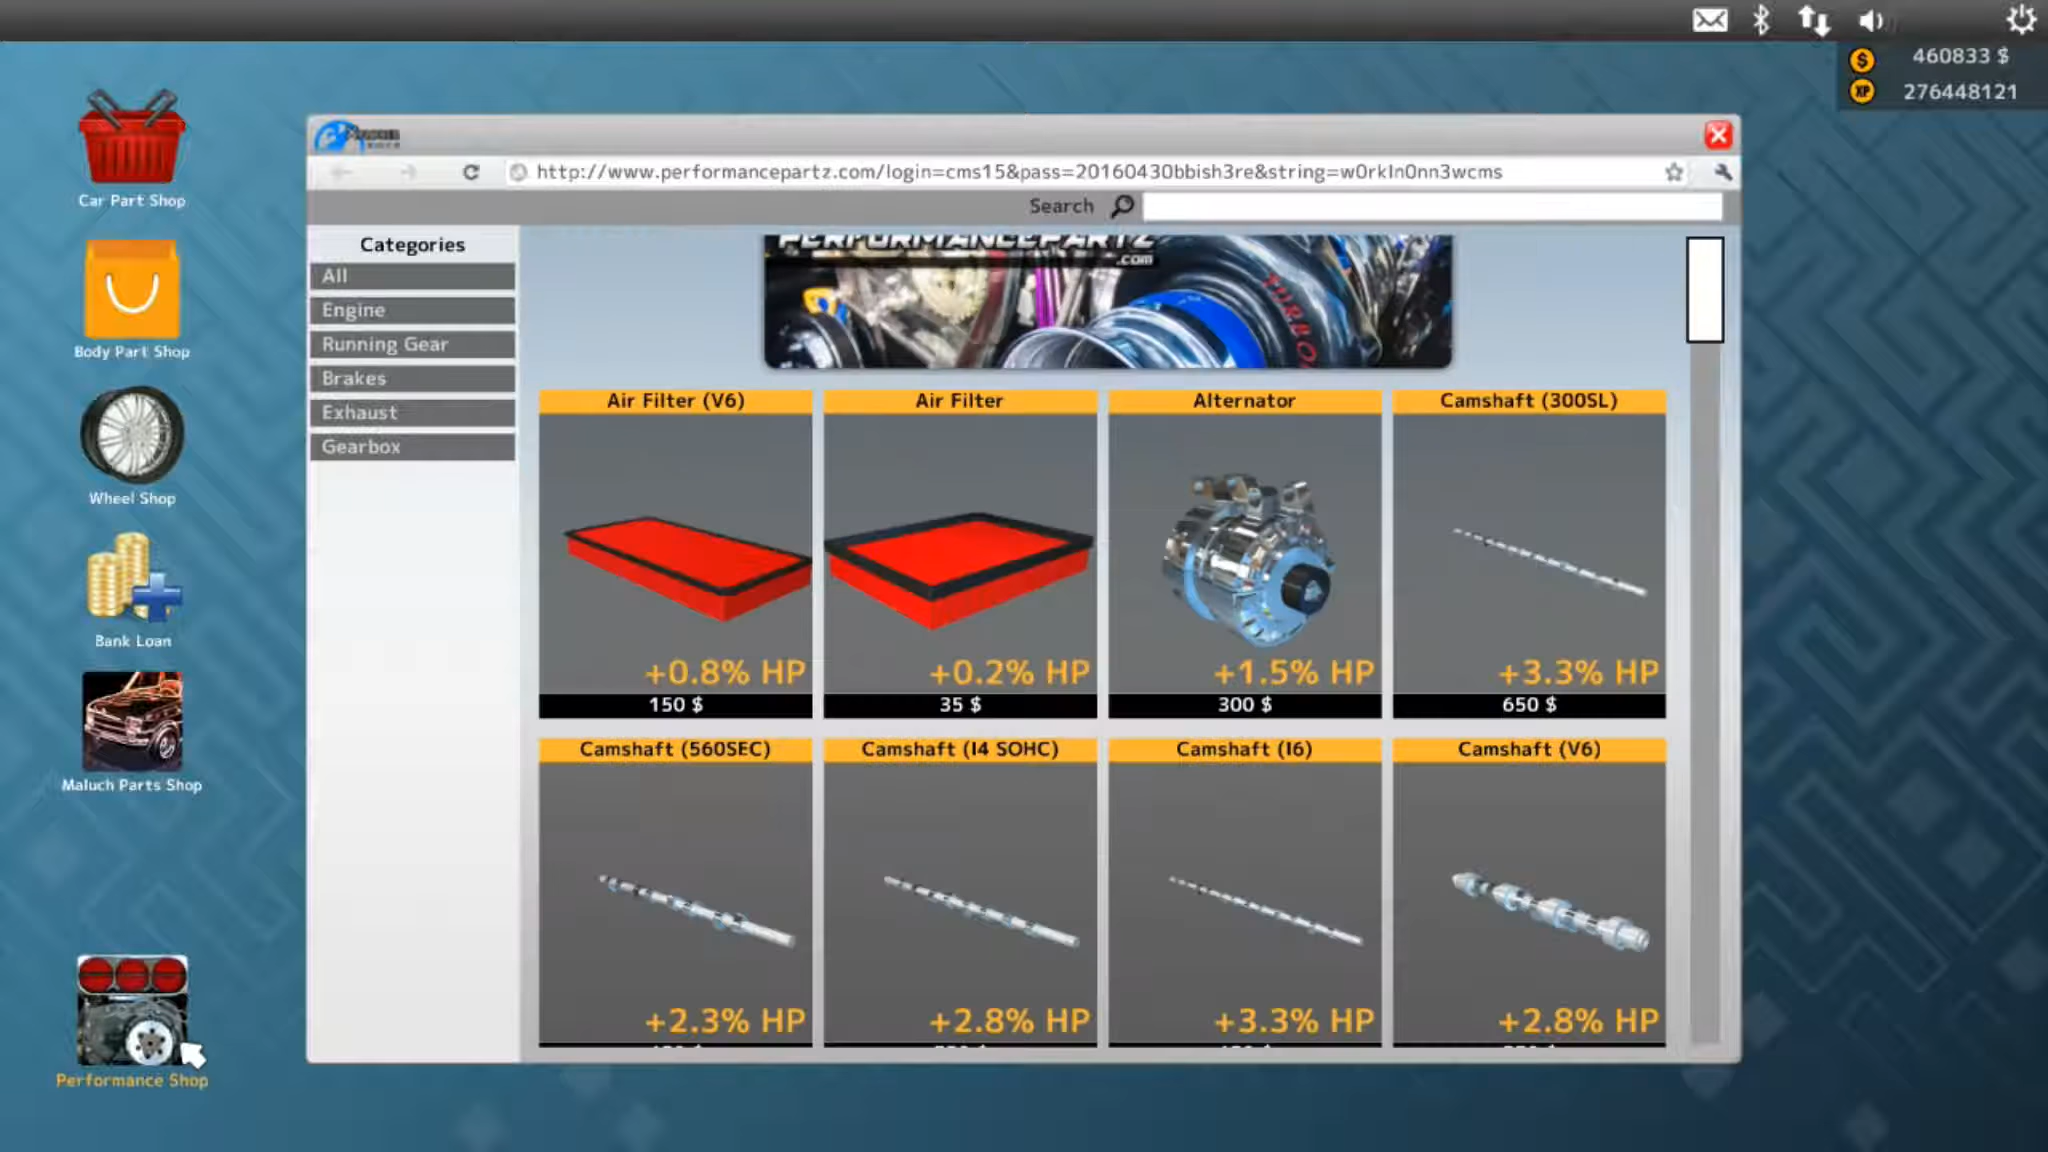 460833 $
XP
276448121
Car Part Shop
Body Part Shop
Wheel Shop
Bank Loan
Maluch Parts Shop
Performance Shop
http://www.performancepartz.com/login=cms15&pass=20160430bbish3re&string=w0rkIn0nn3wcms
Search
Categories
All
Engine
Running Gear
Brakes
Exhaust
Gearbox
PERFORMANCEPARTZ
.com
TURBO
Air Filter (V6)
+0.8% HP
150 $
Air Filter
+0.2% HP
35 $
Alternator
+1.5% HP
300 $
Camshaft (300SL)
+3.3% HP
650 $
Camshaft (560SEC)
+2.3% HP
Camshaft (I4 SOHC)
+2.8% HP
Camshaft (I6)
+3.3% HP
Camshaft (V6)
+2.8% HP